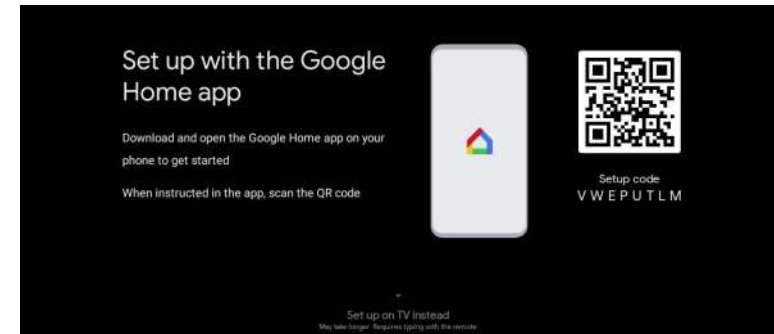 Set up with the Google
Home app
Download and open the Google Home app on your
phone to get started
When instructed in the app, scan the QR code
Setup code
VWEPUTLM
Set up on TV instead
May take longer. Requires typing with the remote